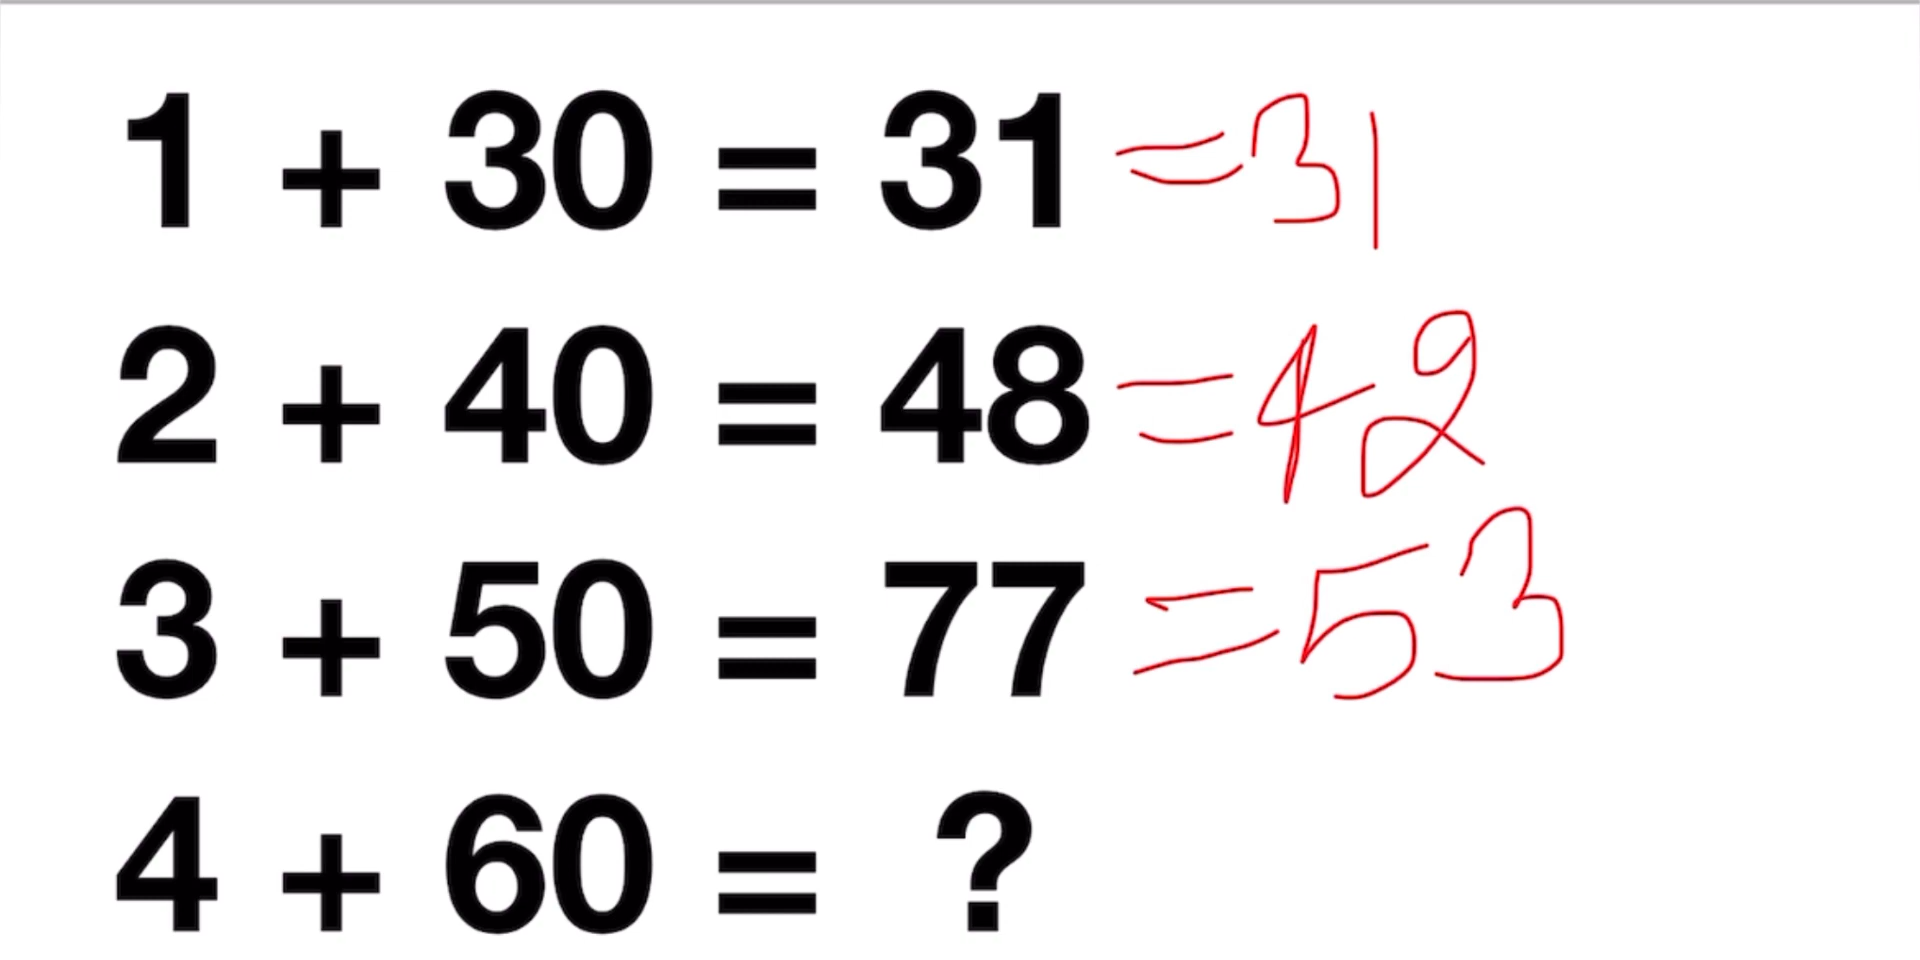 1 + 30 = 31 = 31
2 + 40 = 48 = 42
3 + 50 = 77 = 53
4 + 60 = ?